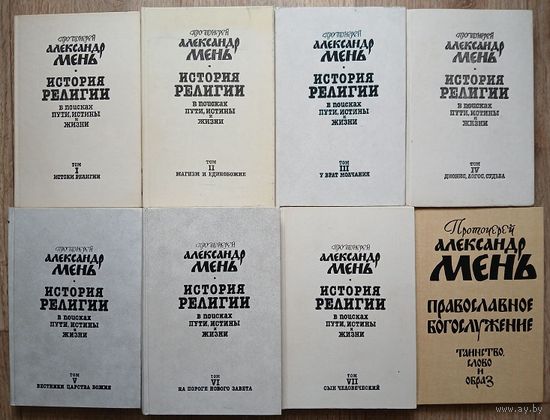 Протоиерей
АЛЕКСАНДР
МЕНЬ
ИСТОРИЯ
РЕЛИГИИ
В ПОИСКАХ
ПУТИ, ИСТИНЫ
И
ЖИЗНИ
ТОМ
I
ИСТОКИ РЕЛИГИИ
Протоиерей
АЛЕКСАНДР
МЕНЬ
ИСТОРИЯ
РЕЛИГИИ
В ПОИСКАХ
ПУТИ, ИСТИНЫ
И
ЖИЗНИ
ТОМ
II
МАГИЗМ И ЕДИНОБОЖИЕ
Протоиерей
АЛЕКСАНДР
МЕНЬ
ИСТОРИЯ
РЕЛИГИИ
В ПОИСКАХ
ПУТИ, ИСТИНЫ
И
ЖИЗНИ
ТОМ
III
У ВРАТ МОЛЧАНИЯ
Протоиерей
АЛЕКСАНДР
МЕНЬ
ИСТОРИЯ
РЕЛИГИИ
В ПОИСКАХ
ПУТИ, ИСТИНЫ
И
ЖИЗНИ
ТОМ
IV
ДИОНИС, ЛОГОС, СУДЬБА
Протоиерей
АЛЕКСАНДР
МЕНЬ
ИСТОРИЯ
РЕЛИГИИ
В ПОИСКАХ
ПУТИ, ИСТИНЫ
И
ЖИЗНИ
ТОМ
V
ВЕСТНИКИ ЦАРСТВА БОЖИЯ
Протоиерей
АЛЕКСАНДР
МЕНЬ
ИСТОРИЯ
РЕЛИГИИ
В ПОИСКАХ
ПУТИ, ИСТИНЫ
И
ЖИЗНИ
ТОМ
VI
НА ПОРОГЕ НОВОГО ЗАВЕТА
Протоиерей
АЛЕКСАНДР
МЕНЬ
ИСТОРИЯ
РЕЛИГИИ
В ПОИСКАХ
ПУТИ, ИСТИНЫ
И
ЖИЗНИ
ТОМ
VII
СЫН ЧЕЛОВЕЧЕСКИЙ
Протоиерей
АЛЕКСАНДР
МЕНЬ
ПРАВОСЛАВНОЕ
БОГОСЛУЖЕНИЕ
ТАИНСТВО,
СЛОВО И
ОБРАЗ
www.ay.by